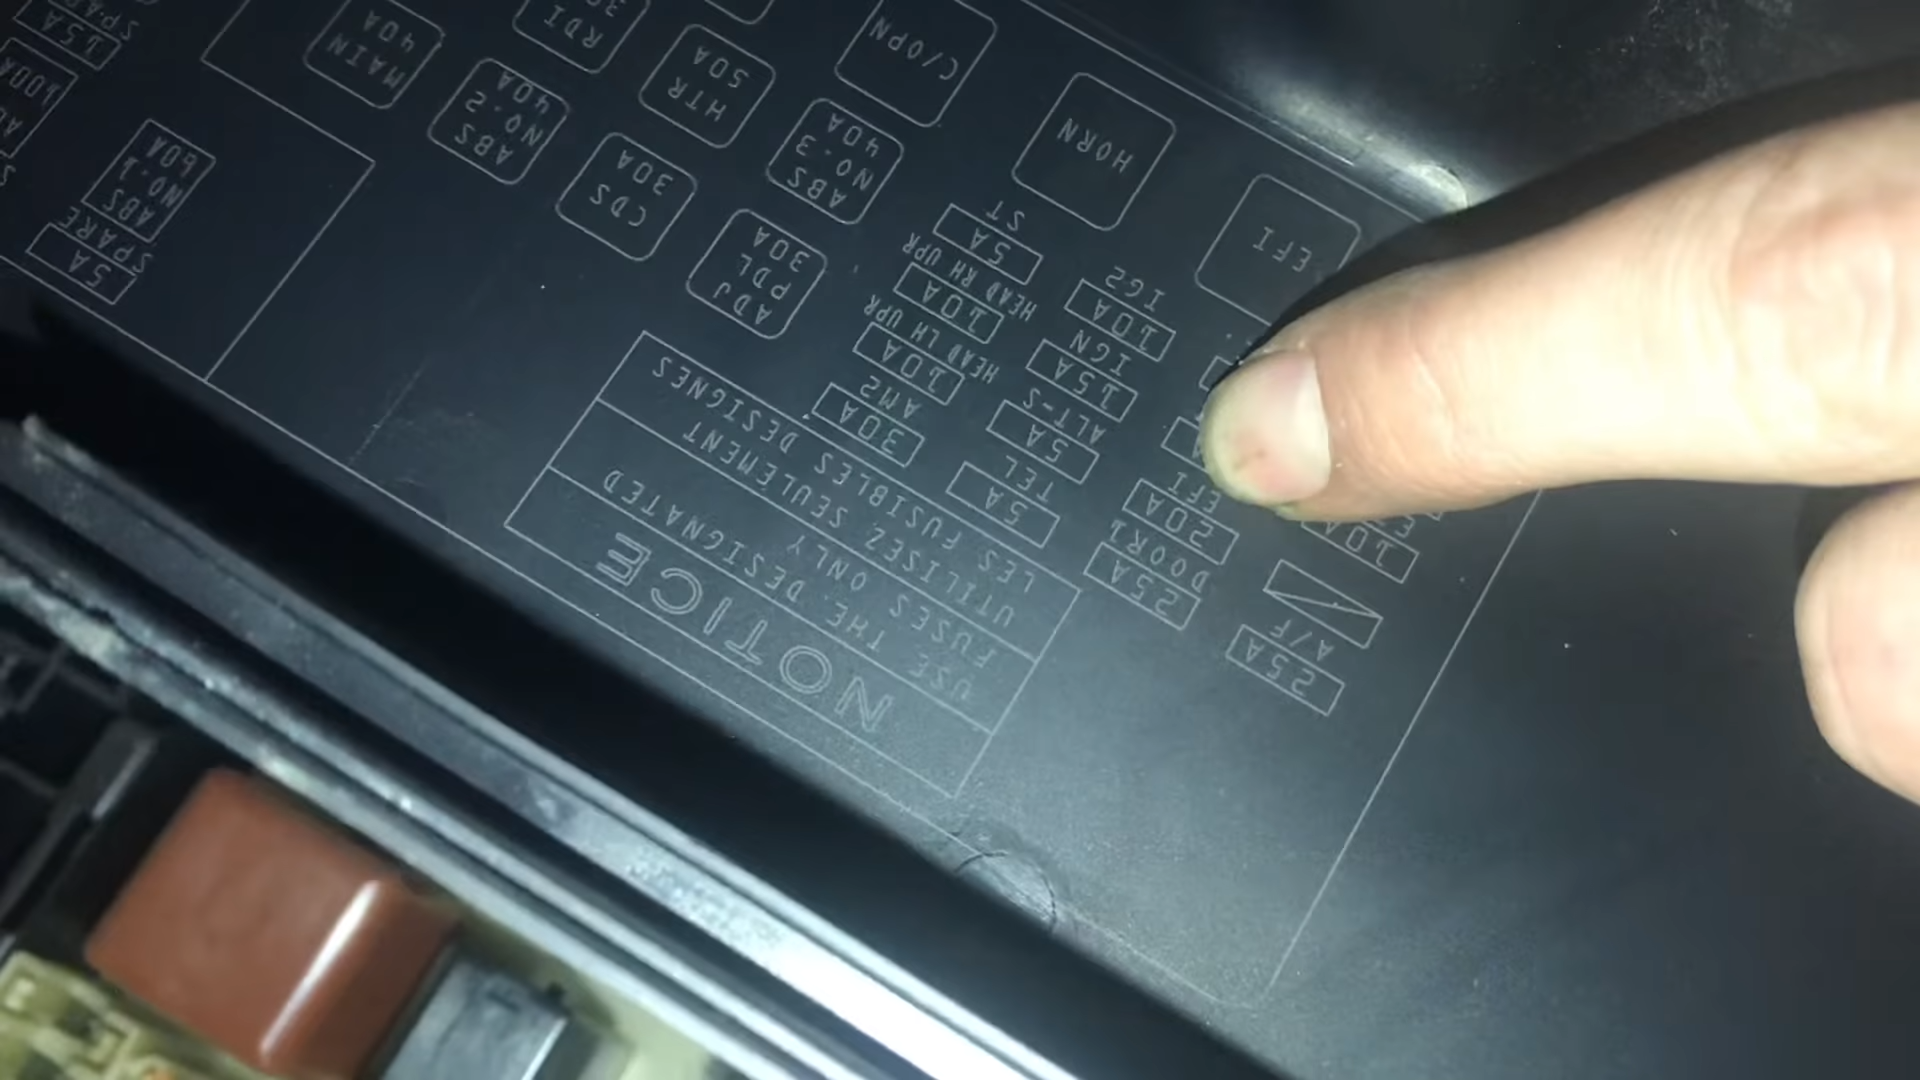 NOTICE
USE THE DESIGNATED
FUSES ONLY
UTILISEZ SEULEMENT
LES FUSIBLES DESIGNES
25A
A/F
10A
25A
DOOR1
20A
EFI
5A
TEL
5A
ALT-S
15A
IGN
10A
IG2
30A
AM2
10A
HEAD LH UPR
10A
HEAD RH UPR
5A
ST
EFI
HORN
C/OPN
ADJ
PDL
30A
ABS
NO.3
40A
CDS
30A
HTR
50A
ABS
NO.2
40A
RDI
MAIN
40A
5A
SPARE
ABS
NO.1
60A
100A
15A